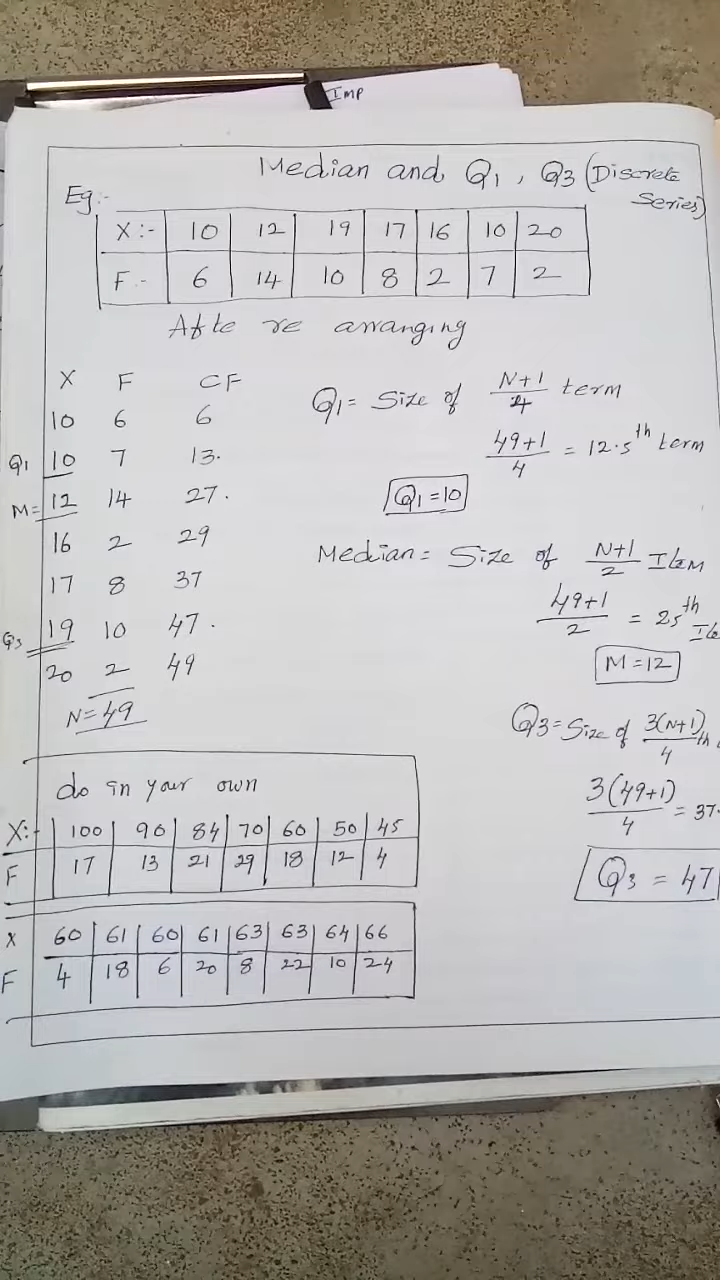 IMP
Median and Q1, Q3 (Discrete Series)
Eg:-
X:- 10 12 19 17 16 10 20
F:- 6 14 10 8 2 7 2
Afte re arranging
X F CF
10 6 6
Q1 10 7 13.
M= 12 14 27.
16 2 29
17 8 37
Q3 19 10 47.
20 2 49
N=49
Q1= Size of N+1/4 term
49+1/4 = 12.5th term
Q1=10
Median= Size of N+1/2 Item
49+1/2 = 25th
M=12
Q3=Size of 3(N+1)/4 th
3(49+1)/4 = 37.
Q3 = 47
do in your own
X:- 100 90 84 70 60 50 45
F 17 13 21 29 18 12 4
X 60 61 60 61 63 63 64 66
F 4 18 6 20 8 22 10 24